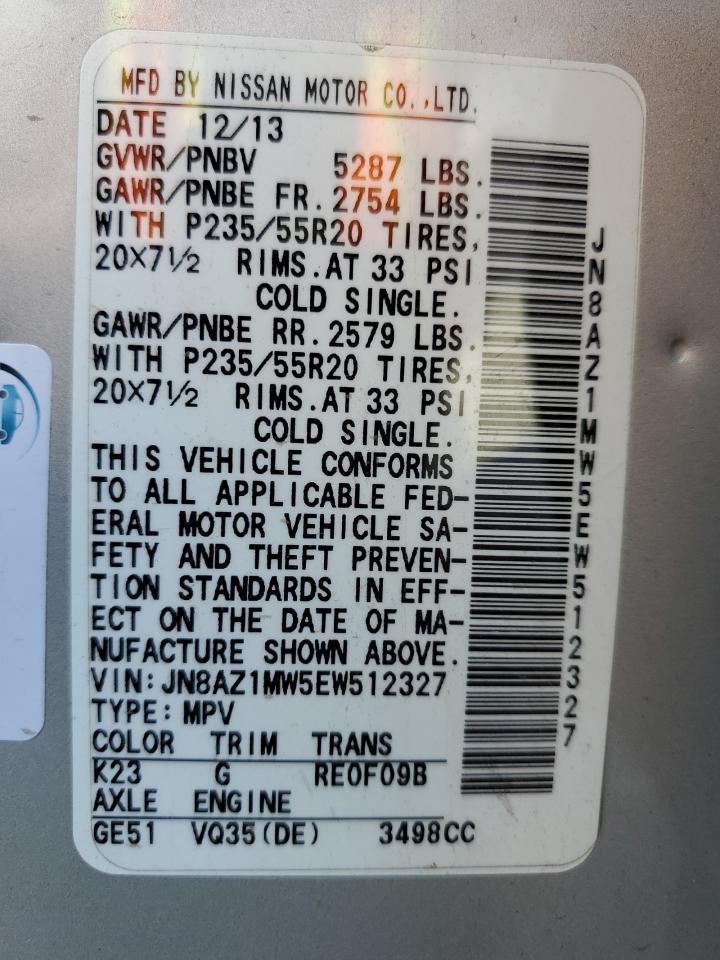 MFD BY NISSAN MOTOR CO.,LTD.
DATE 12/13
GVWR/PNBV 5287 LBS.
GAWR/PNBE FR. 2754 LBS.
WITH P235/55R20 TIRES,
20X7 1/2 RIMS. AT 33 PSI
COLD SINGLE.
GAWR/PNBE RR. 2579 LBS.
WITH P235/55R20 TIRES,
20X7 1/2 RIMS. AT 33 PSI
COLD SINGLE.
THIS VEHICLE CONFORMS
TO ALL APPLICABLE FED-
ERAL MOTOR VEHICLE SA-
FETY AND THEFT PREVEN-
TION STANDARDS IN EFF-
ECT ON THE DATE OF MA-
NUFACTURE SHOWN ABOVE.
VIN: JN8AZ1MW5EW512327
TYPE: MPV
COLOR TRIM TRANS
K23 G RE0F09B
AXLE ENGINE
GE51 VQ35(DE) 3498CC
JN8AZ1MW5EW512327